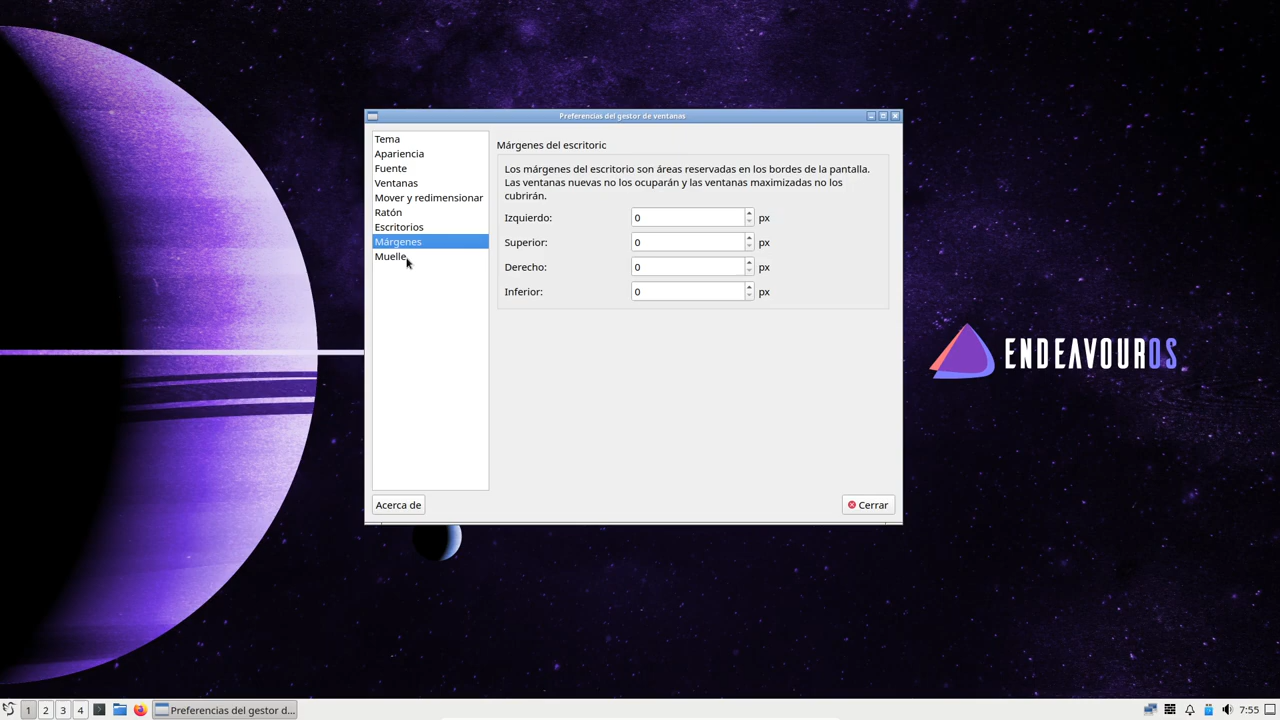 Preferencias del gestor de ventanas
Tema
Apariencia
Fuente
Ventanas
Mover y redimensionar
Ratón
Escritorios
Márgenes
Muelle
Márgenes del escritoric
Los márgenes del escritorio son áreas reservadas en los bordes de la pantalla.
Las ventanas nuevas no los ocuparán y las ventanas maximizadas no los
cubrirán.
Izquierdo: 0 px
Superior: 0 px
Derecho: 0 px
Inferior: 0 px
Acerca de
Cerrar
ENDEAVOUROS
1 2 3 4 Preferencias del gestor d... 7:55